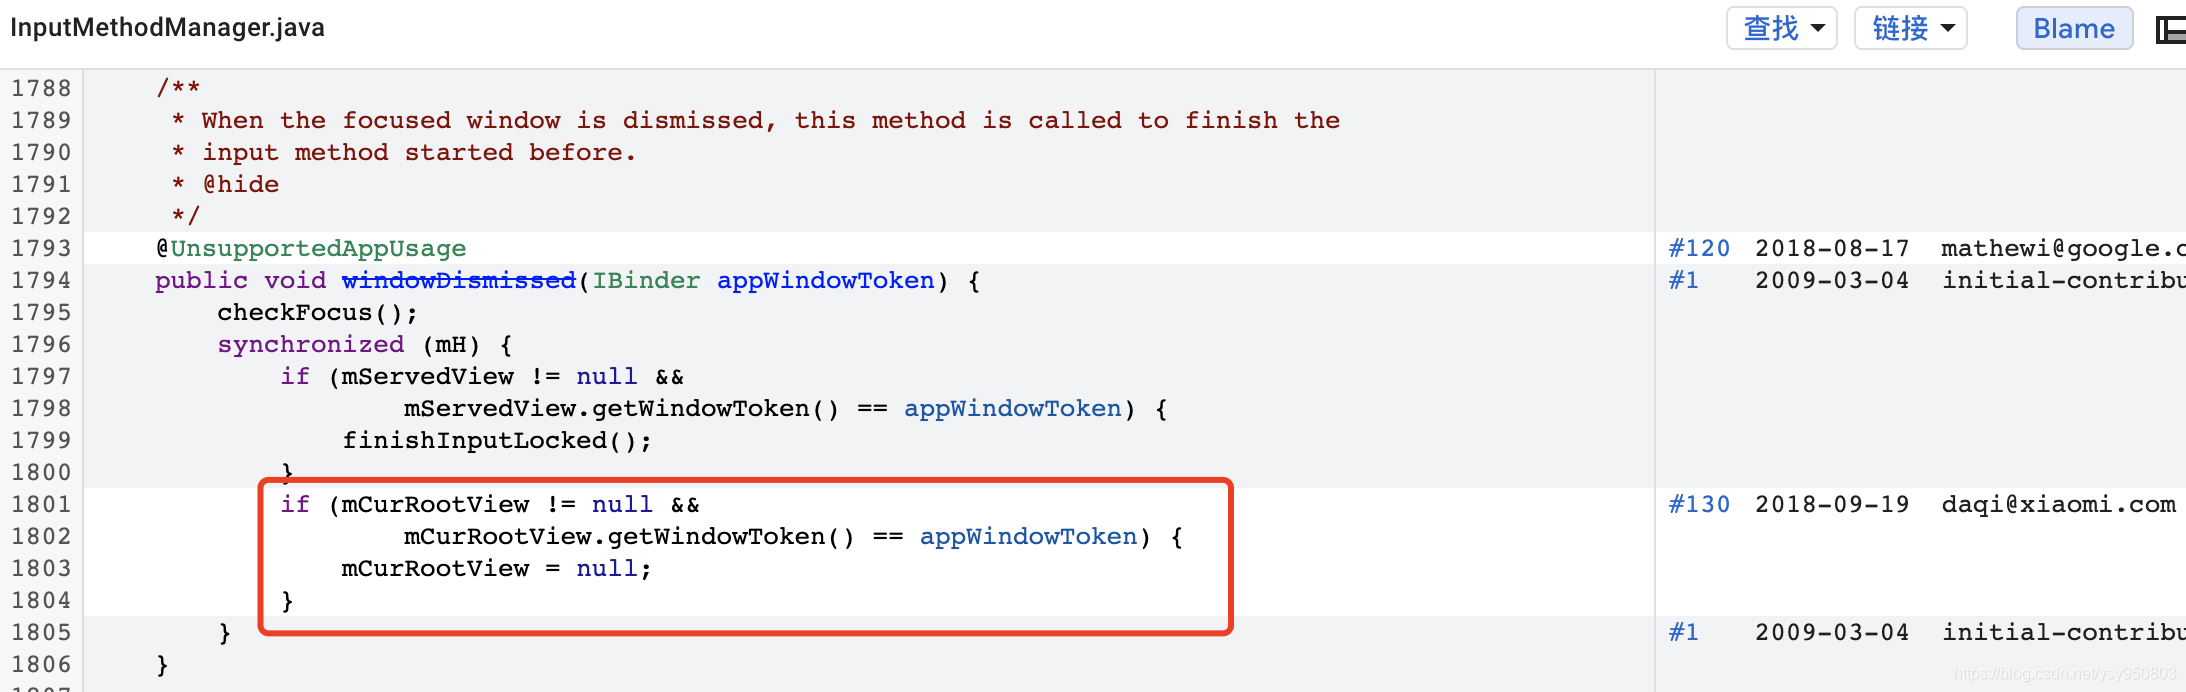 InputMethodManager.java 查找 链接 Blame
1788 /**
1789 * When the focused window is dismissed, this method is called to finish the
1790 * input method started before.
1791 * @hide
1792 */
1793 @UnsupportedAppUsage #120 2018-08-17 mathewi@google.c
1794 public void windowDismissed(IBinder appWindowToken) { #1 2009-03-04 initial-contribu
1795 checkFocus();
1796 synchronized (mH) {
1797 if (mServedView != null &&
1798 mServedView.getWindowToken() == appWindowToken) {
1799 finishInputLocked();
1800 }
1801 if (mCurRootView != null && #130 2018-09-19 daqi@xiaomi.com
1802 mCurRootView.getWindowToken() == appWindowToken) {
1803 mCurRootView = null;
1804 }
1805 } #1 2009-03-04 initial-contribu
1806 }
https://blog.csdn.net/ysy950803